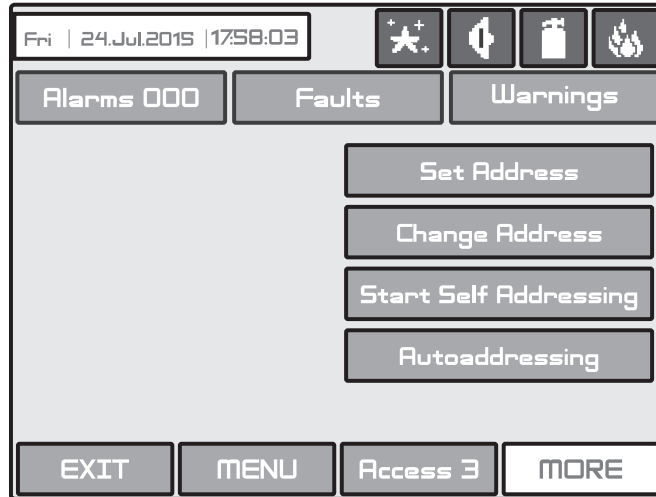 Fri | 24.Jul.2015 |17:58:03
Alarms 000 Faults Warnings
Set Address
Change Address
Start Self Addressing
Autoaddressing
EXIT MENU Access 3 MORE